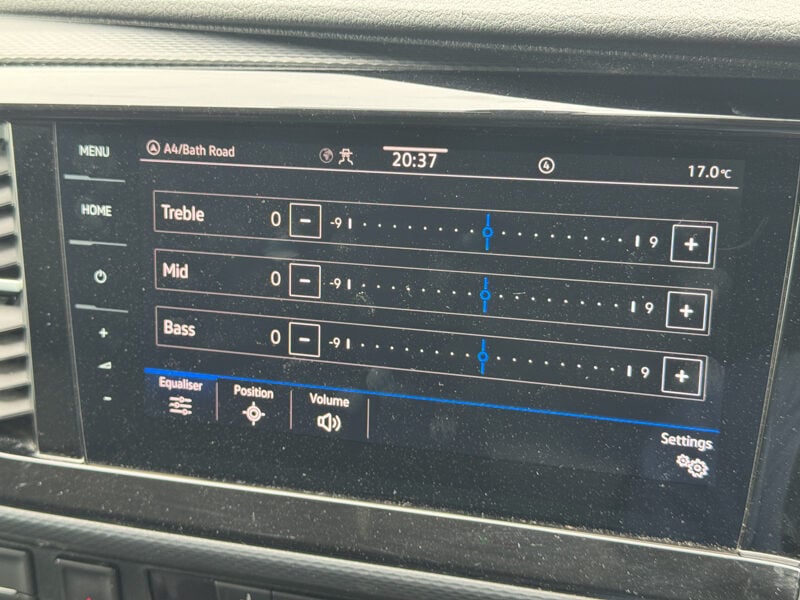 MENU
A4/Bath Road
20:37
4
17.0°C
HOME
Treble 0 - -9 9 +
Mid 0 - -9 9 +
Bass 0 - -9 9 +
+
-
Equaliser
Position
Volume
Settings